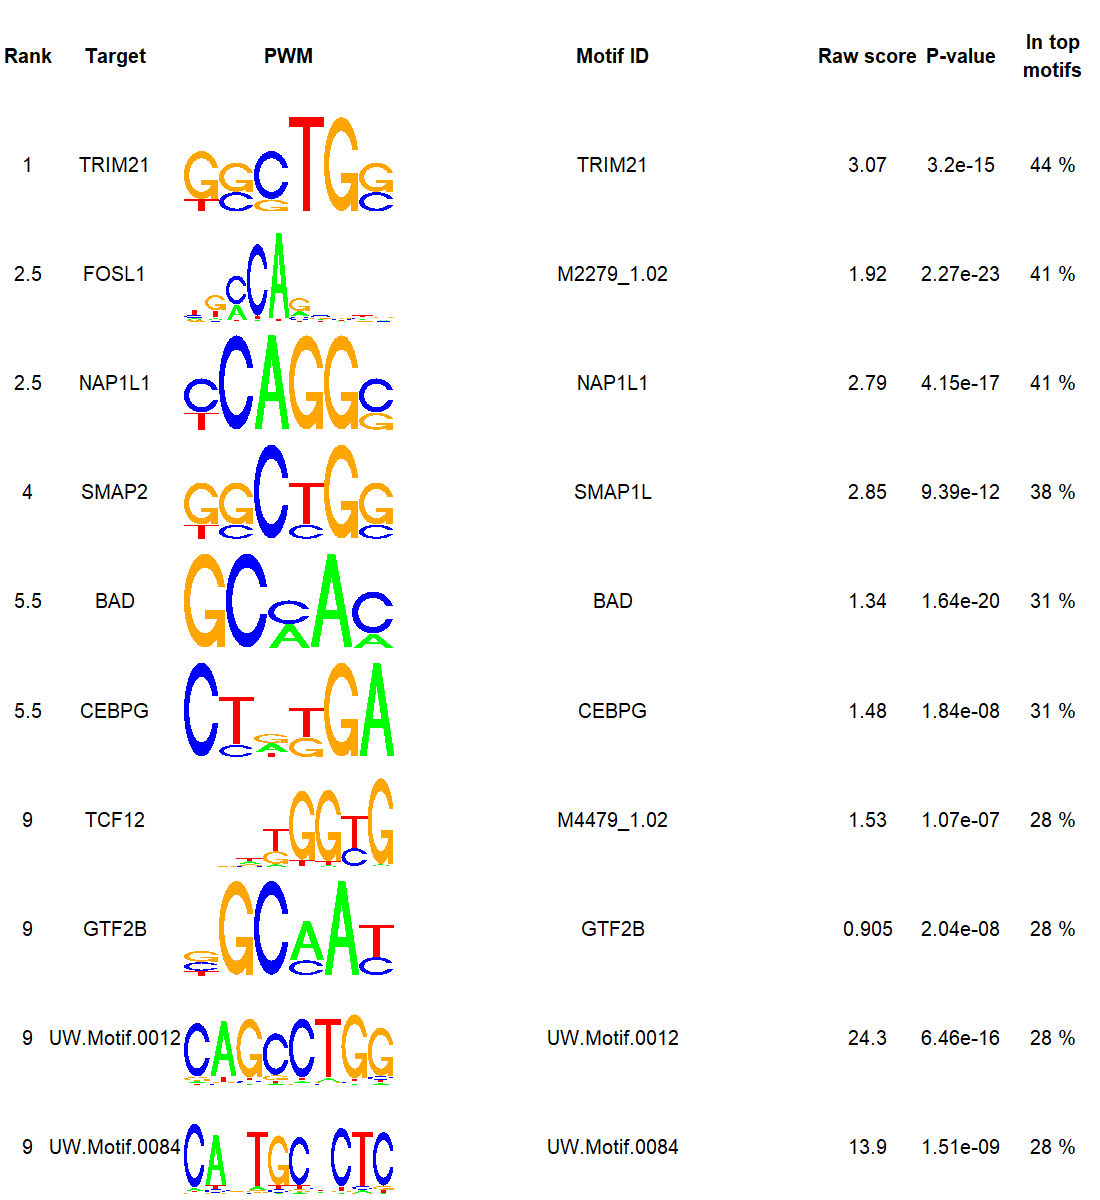 Rank Target PWM Motif ID Raw score P-value In top motifs
1 TRIM21 TRIM21 3.07 3.2e-15 44 %
2.5 FOSL1 M2279_1.02 1.92 2.27e-23 41 %
2.5 NAP1L1 NAP1L1 2.79 4.15e-17 41 %
4 SMAP2 SMAP1L 2.85 9.39e-12 38 %
5.5 BAD BAD 1.34 1.64e-20 31 %
5.5 CEBPG CEBPG 1.48 1.84e-08 31 %
9 TCF12 M4479_1.02 1.53 1.07e-07 28 %
9 GTF2B GTF2B 0.905 2.04e-08 28 %
9 UW.Motif.0012 UW.Motif.0012 24.3 6.46e-16 28 %
9 UW.Motif.0084 UW.Motif.0084 13.9 1.51e-09 28 %